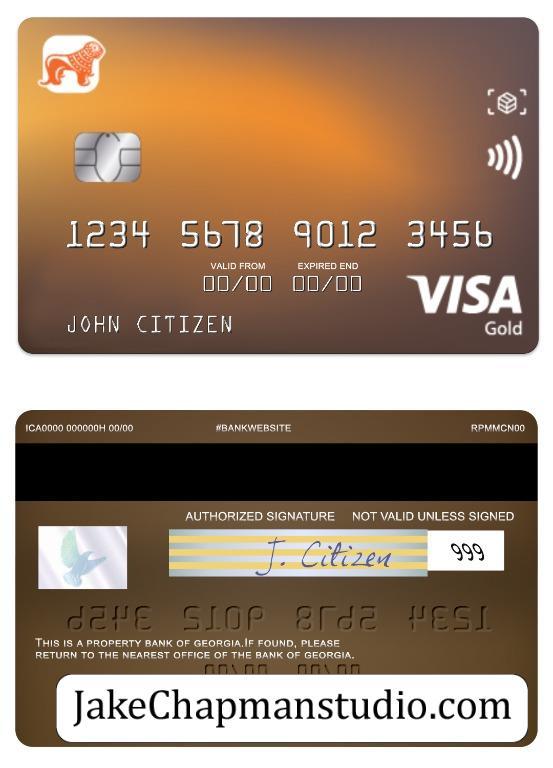 1234 5678 9012 3456
VALID FROM EXPIRED END
00/00 00/00
VISA
Gold
JOHN CITIZEN
ICA0000 000000H 00/00 #BANKWEBSITE RPMMCN00
AUTHORIZED SIGNATURE NOT VALID UNLESS SIGNED
J. Citizen 999
THIS IS A PROPERTY BANK OF GEORGIA.IF FOUND, PLEASE
RETURN TO THE NEAREST OFFICE OF THE BANK OF GEORGIA.
JakeChapmanstudio.com